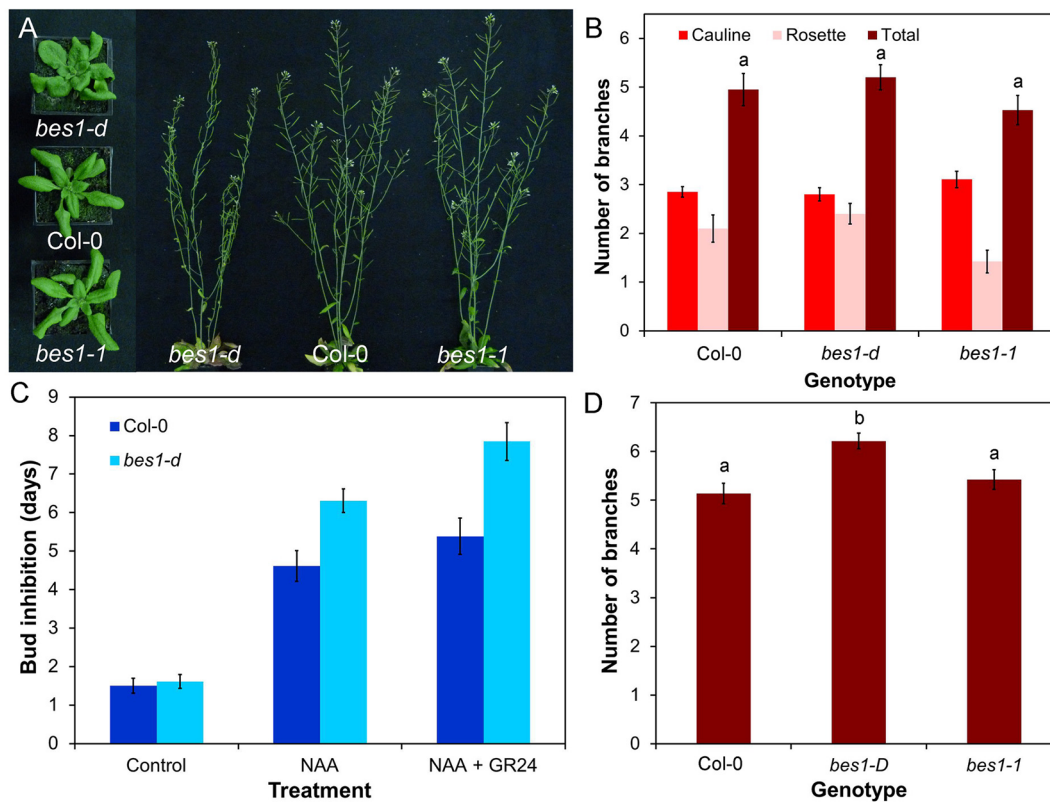 A
bes1-d
Col-0
bes1-1
bes1-d
Col-0
bes1-1
B
Cauline
Rosette
Total
Number of branches
6
5
4
3
2
1
0
a
a
a
Col-0
bes1-d
bes1-1
Genotype
C
Col-0
bes1-d
Bud inhibition (days)
9
8
7
6
5
4
3
2
1
0
Control
NAA
NAA + GR24
Treatment
D
Number of branches
7
6
5
4
3
2
1
0
a
b
a
Col-0
bes1-D
bes1-1
Genotype